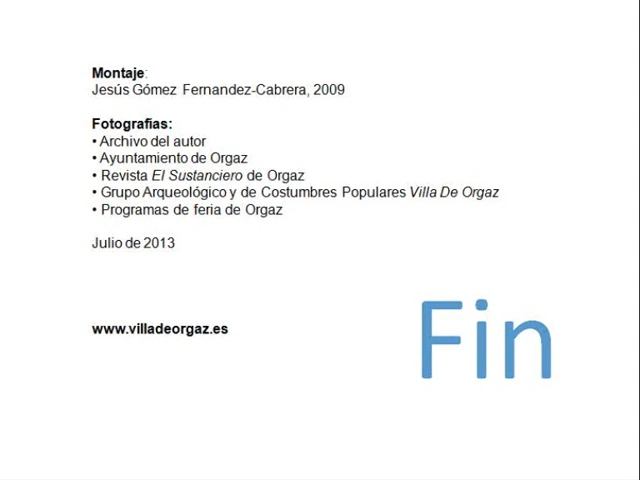 Montaje:
Jesús Gómez Fernandez-Cabrera, 2009
Fotografías:
• Archivo del autor
• Ayuntamiento de Orgaz
• Revista El Sustanciero de Orgaz
• Grupo Arqueológico y de Costumbres Populares Villa De Orgaz
• Programas de feria de Orgaz
Julio de 2013
www.villadeorgaz.es
Fin